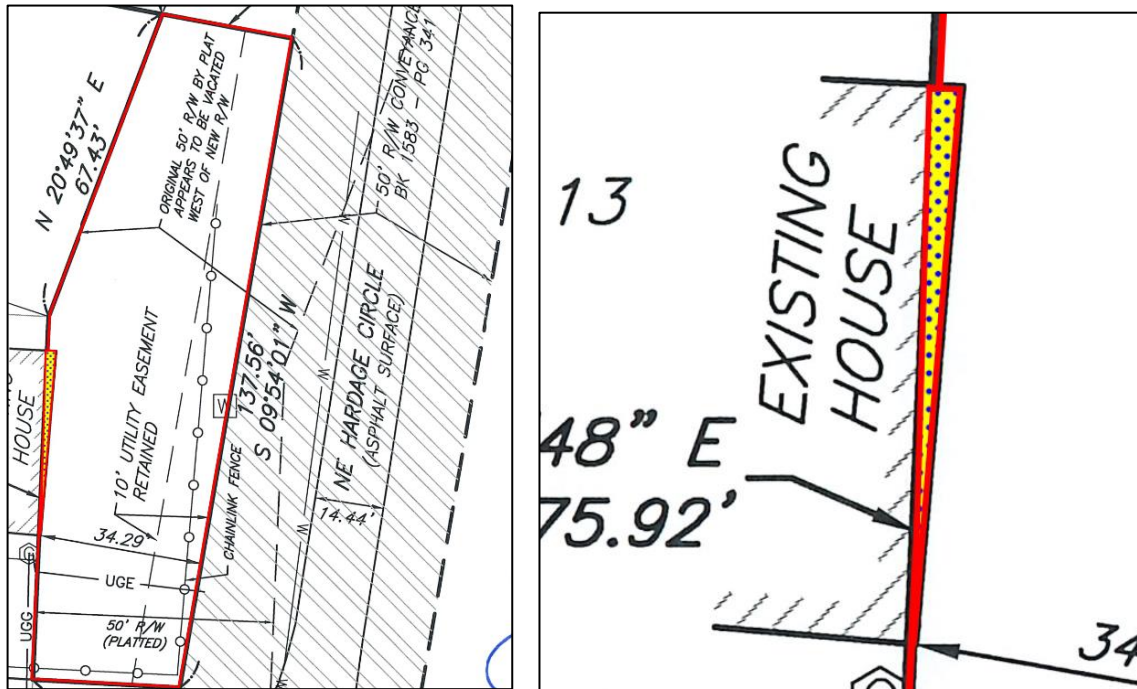 N 20°49'37" E
67.43'
ORIGINAL 50' R/W BY PLAT
APPEARS TO BE VACATED
WEST OF NEW R/W
50' R/W CONVEYANCE
BK 1583 - PG 341
HOUSE
10' UTILITY EASEMENT
RETAINED
W
137.56'
S 09°54'01" W
NE HARDAGE CIRCLE
(ASPHALT SURFACE)
W
W
W
W
CHAINLINK FENCE
14.44'
34.29'
UGE
UGG
50' R/W
(PLATTED)
13
EXISTING
HOUSE
48" E
75.92'
34